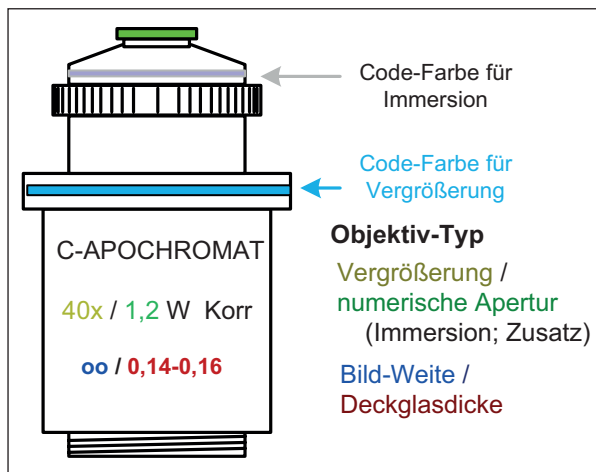 Code-Farbe für
Immersion
Code-Farbe für
Vergrößerung
C-APOCHROMAT
40x / 1,2 W Korr
oo / 0,14-0,16
Objektiv-Typ
Vergrößerung /
numerische Apertur
(Immersion; Zusatz)
Bild-Weite /
Deckglasdicke